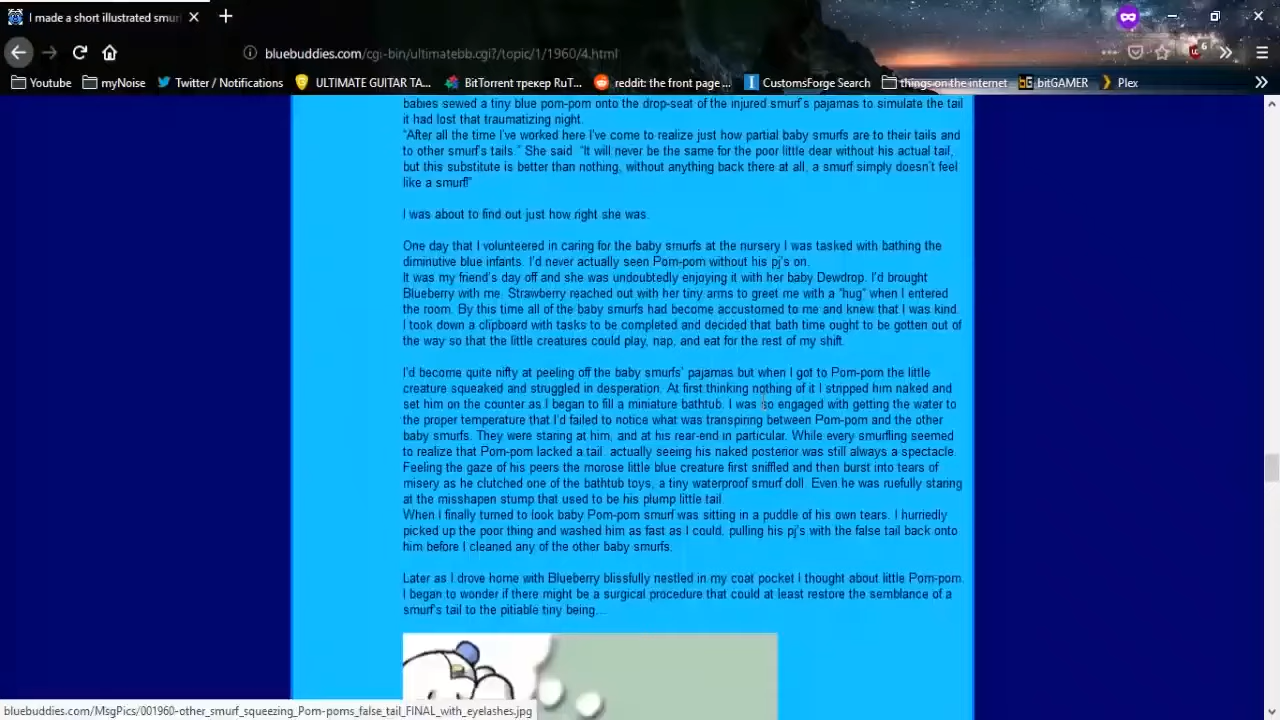 I made a short illustrated smur
bluebuddies.com/cgi-bin/ultimatebb.cgi?/topic/1/1960/4.html
Youtube myNoise Twitter / Notifications ULTIMATE GUITAR TA... BitTorrent трекер RuT... reddit: the front page ... CustomsForge Search things on the internet bitGAMER Plex
babies sewed a tiny blue pom-pom onto the drop-seat of the injured smurf's pajamas to simulate the tail
it had lost that traumatizing night.
"After all the time I've worked here I've come to realize just how partial baby smurfs are to their tails and
to other smurf's tails." She said. "It will never be the same for the poor little dear without his actual tail,
but this substitute is better than nothing, without anything back there at all, a smurf simply doesn't feel
like a smurf!"
I was about to find out just how right she was.
One day that I volunteered in caring for the baby smurfs at the nursery I was tasked with bathing the
diminutive blue infants. I'd never actually seen Pom-pom without his pj's on.
It was my friend's day off and she was undoubtedly enjoying it with her baby Dewdrop. I'd brought
Blueberry with me. Strawberry reached out with her tiny arms to greet me with a "hug" when I entered
the room. By this time all of the baby smurfs had become accustomed to me and knew that I was kind.
I took down a clipboard with tasks to be completed and decided that bath time ought to be gotten out of
the way so that the little creatures could play, nap, and eat for the rest of my shift.
I'd become quite nifty at peeling off the baby smurfs' pajamas but when I got to Pom-pom the little
creature squeaked and struggled in desperation. At first thinking nothing of it I stripped him naked and
set him on the counter as I began to fill a miniature bathtub. I was so engaged with getting the water to
the proper temperature that I'd failed to notice what was transpiring between Pom-pom and the other
baby smurfs. They were staring at him, and at his rear-end in particular. While every smurfling seemed
to realize that Pom-pom lacked a tail, actually seeing his naked posterior was still always a spectacle.
Feeling the gaze of his peers the morose little blue creature first sniffled and then burst into tears of
misery as he clutched one of the bathtub toys, a tiny waterproof smurf doll. Even he was ruefully staring
at the misshapen stump that used to be his plump little tail.
When I finally turned to look baby Pom-pom smurf was sitting in a puddle of his own tears. I hurriedly
picked up the poor thing and washed him as fast as I could, pulling his pj's with the false tail back onto
him before I cleaned any of the other baby smurfs.
Later as I drove home with Blueberry blissfully nestled in my coat pocket I thought about little Pom-pom.
I began to wonder if there might be a surgical procedure that could at least restore the semblance of a
smurf's tail to the pitiable tiny being...
bluebuddies.com/MsgPics/001960-other_smurf_squeezing_Pom-poms_false_tail_FINAL_with_eyelashes.jpg